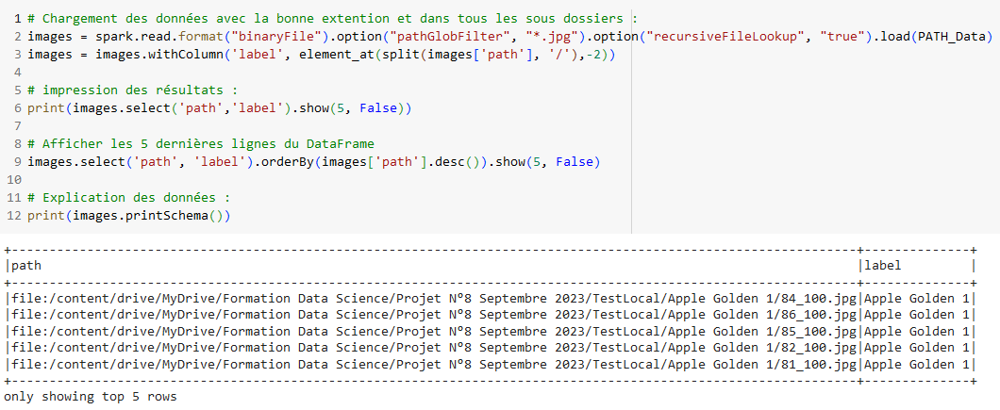 1 # Chargement des données avec la bonne extention et dans tous les sous dossiers :
2 images = spark.read.format("binaryFile").option("pathGlobFilter", "*.jpg").option("recursiveFileLookup", "true").load(PATH_Data)
3 images = images.withColumn('label', element_at(split(images['path'], '/'),-2))
4
5 # impression des résultats :
6 print(images.select('path','label').show(5, False))
7
8 # Afficher les 5 dernières lignes du DataFrame
9 images.select('path', 'label').orderBy(images['path'].desc()).show(5, False)
10
11 # Explication des données :
12 print(images.printSchema())
+----------------------------------------------------------------------------------------------------------------+--------------+
|path |label |
+----------------------------------------------------------------------------------------------------------------+--------------+
|file:/content/drive/MyDrive/Formation Data Science/Projet N°8 Septembre 2023/TestLocal/Apple Golden 1/84_100.jpg|Apple Golden 1|
|file:/content/drive/MyDrive/Formation Data Science/Projet N°8 Septembre 2023/TestLocal/Apple Golden 1/86_100.jpg|Apple Golden 1|
|file:/content/drive/MyDrive/Formation Data Science/Projet N°8 Septembre 2023/TestLocal/Apple Golden 1/85_100.jpg|Apple Golden 1|
|file:/content/drive/MyDrive/Formation Data Science/Projet N°8 Septembre 2023/TestLocal/Apple Golden 1/82_100.jpg|Apple Golden 1|
|file:/content/drive/MyDrive/Formation Data Science/Projet N°8 Septembre 2023/TestLocal/Apple Golden 1/81_100.jpg|Apple Golden 1|
+----------------------------------------------------------------------------------------------------------------+--------------+
only showing top 5 rows